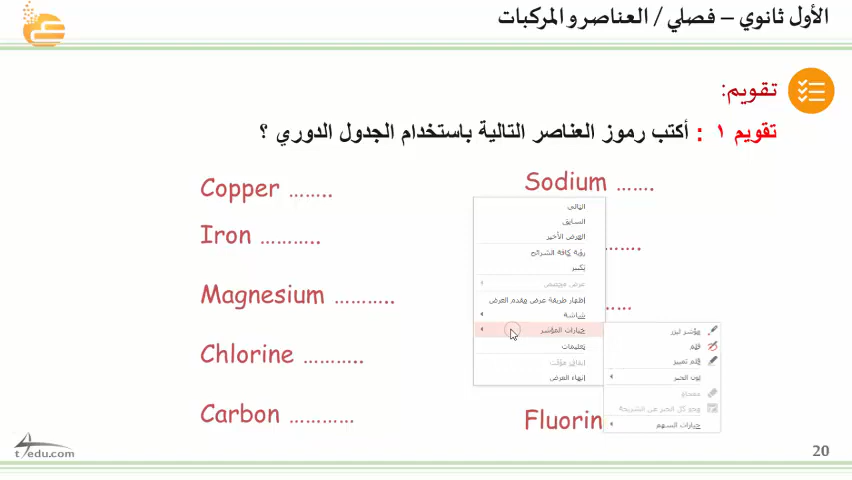 الأول ثانوي – فصلي / العناصر والمركبات
تقويم:
تقويم ١ : أكتب رموز العناصر التالية باستخدام الجدول الدوري ؟
Copper ........
Sodium .......
Iron ...........
Magnesium ...........
Chlorine ...........
Carbon ............
Fluorin
التالي
السابق
العرض الأخير
رؤية كافة الشرائح
تكبير
عرض مخصص
إظهار طريقة عرض مقدم العرض
شاشة
خيارات المؤشر
تعليمات
إيقاف مؤقت
إنهاء العرض
مؤشر ليزر
قلم
قلم تمييز
لون الحبر
ممحاة
محو كل الحبر عن الشريحة
خيارات السهم
t4edu.com
20